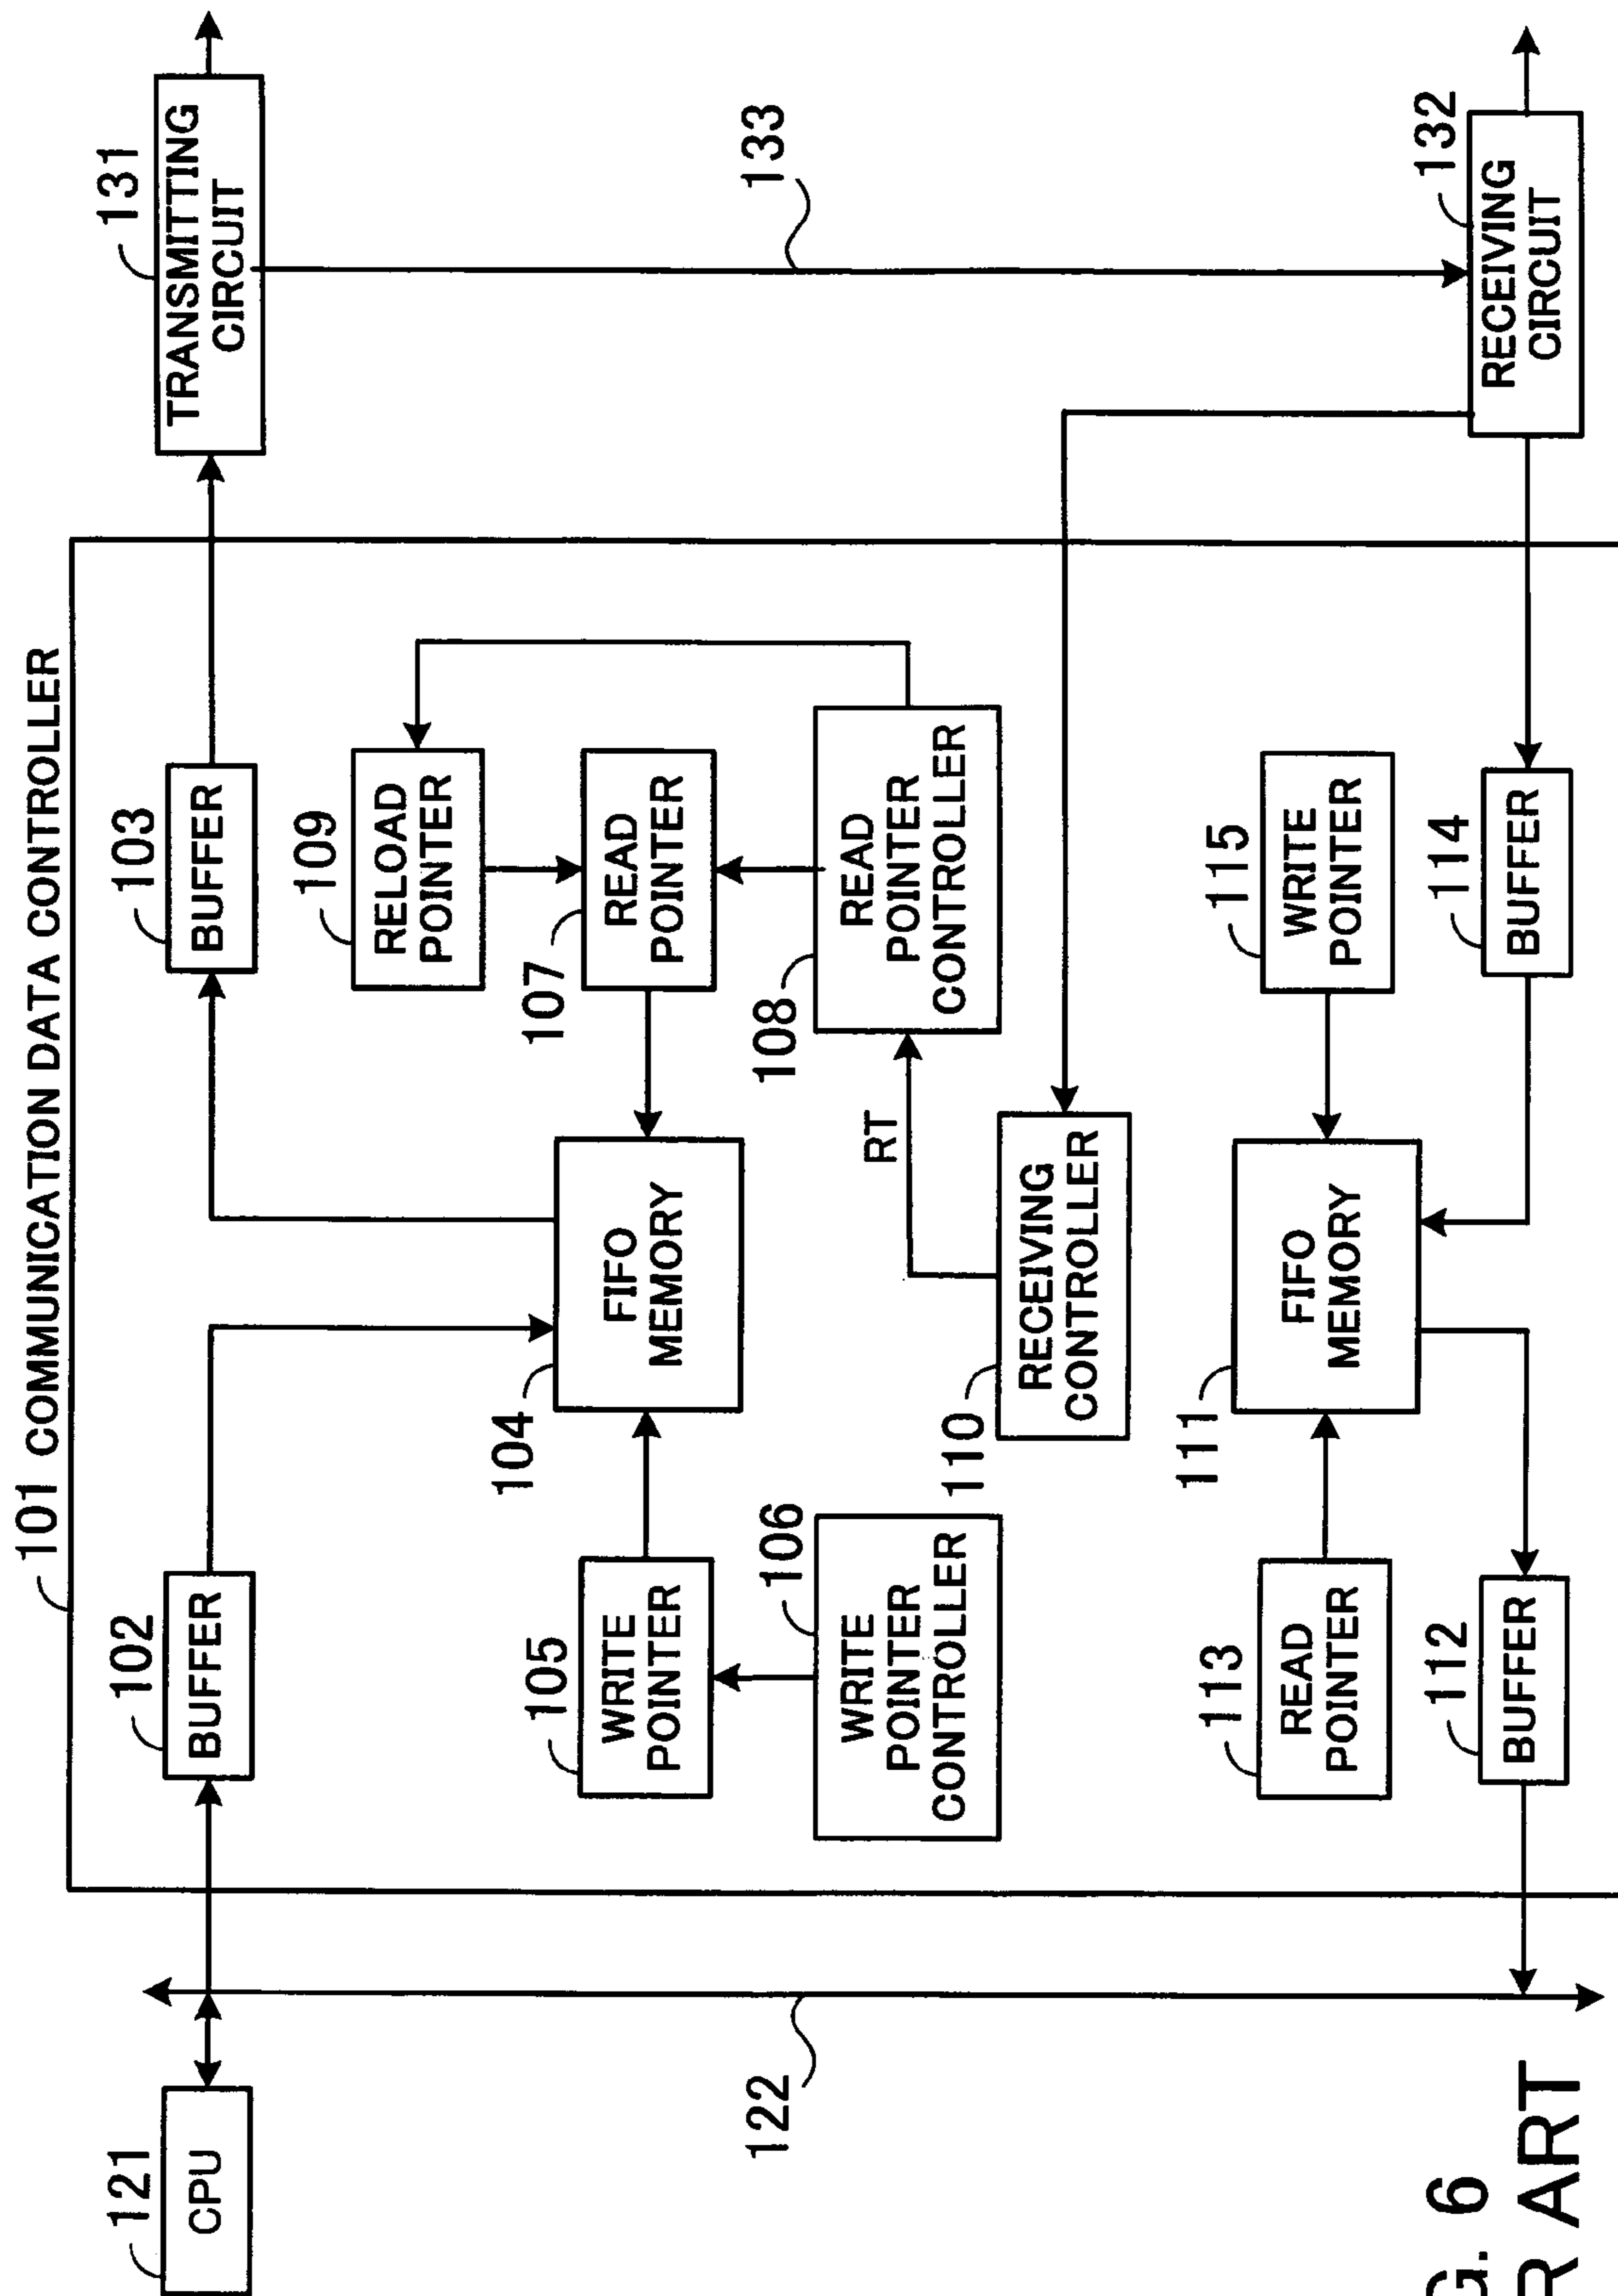 101 COMMUNICATION DATA CONTROLLER
121
CPU
122
102
BUFFER
103
BUFFER
131
TRANSMITTING
CIRCUIT
133
104
FIFO
MEMORY
105
WRITE
POINTER
106
WRITE
POINTER
CONTROLLER
109
RELOAD
POINTER
107
READ
POINTER
108
READ
POINTER
CONTROLLER
RT
110
RECEIVING
CONTROLLER
111
FIFO
MEMORY
113
READ
POINTER
112
BUFFER
115
WRITE
POINTER
114
BUFFER
132
RECEIVING
CIRCUIT
6
ART